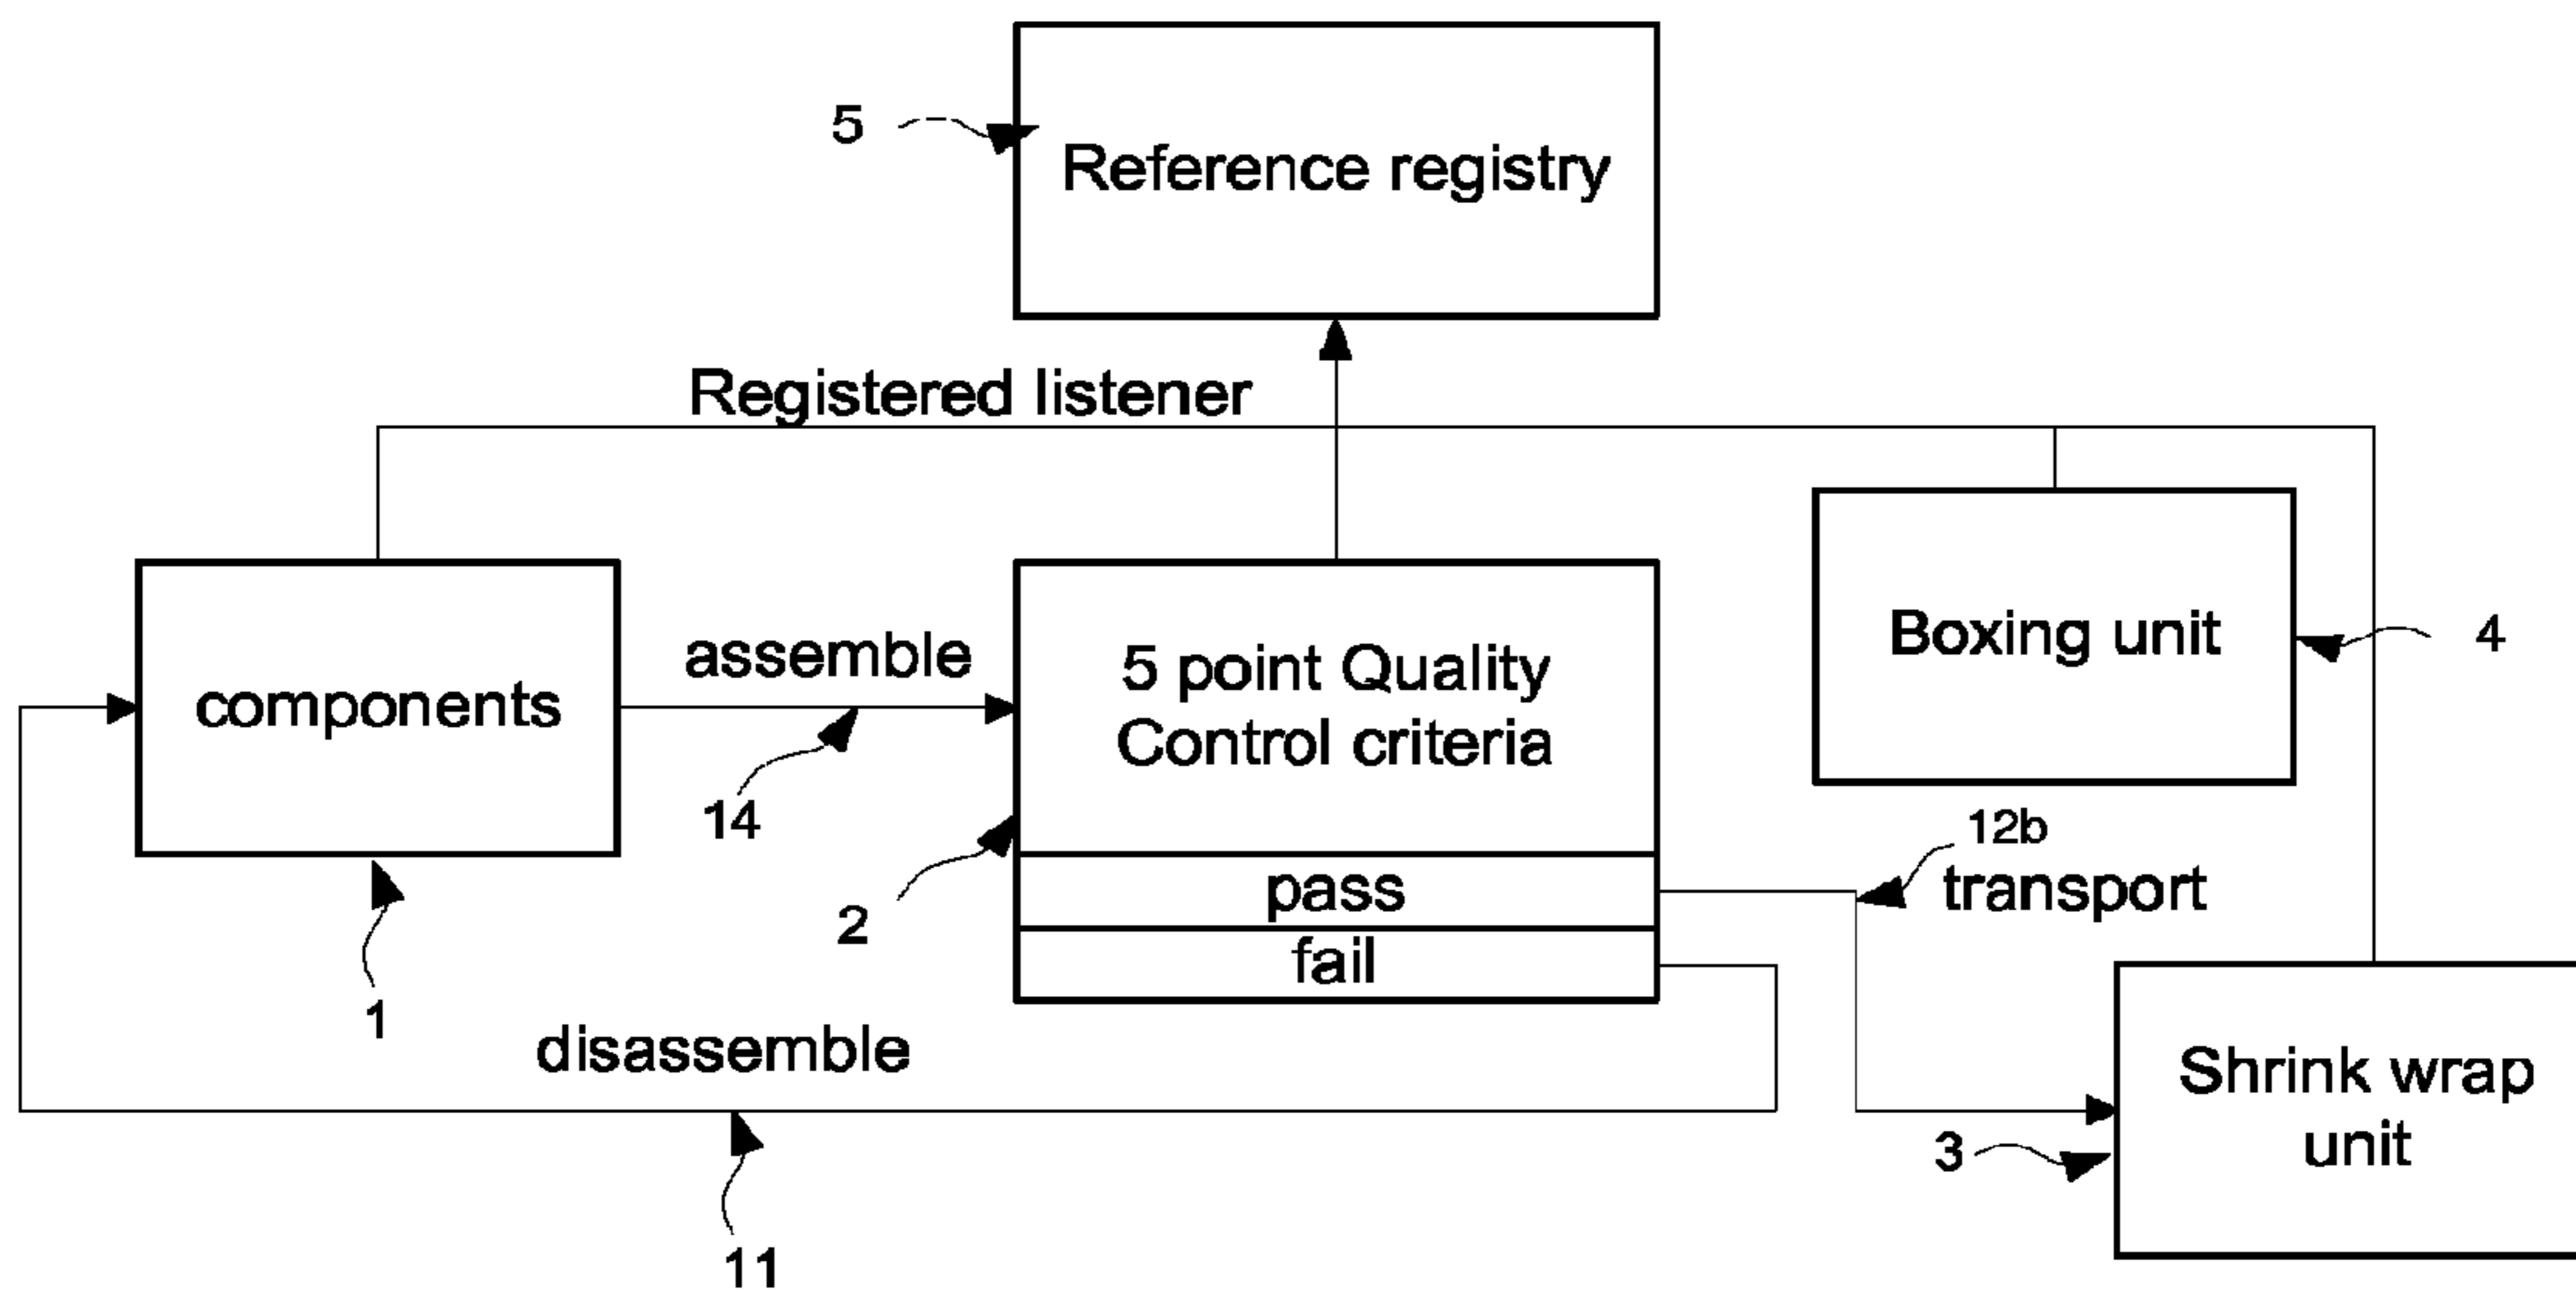 5
Reference registry
Registered listener
components
assemble
14
5 point Quality
Control criteria
Boxing unit
4
12b
transport
2
pass
fail
1
disassemble
11
3
Shrink wrap
unit